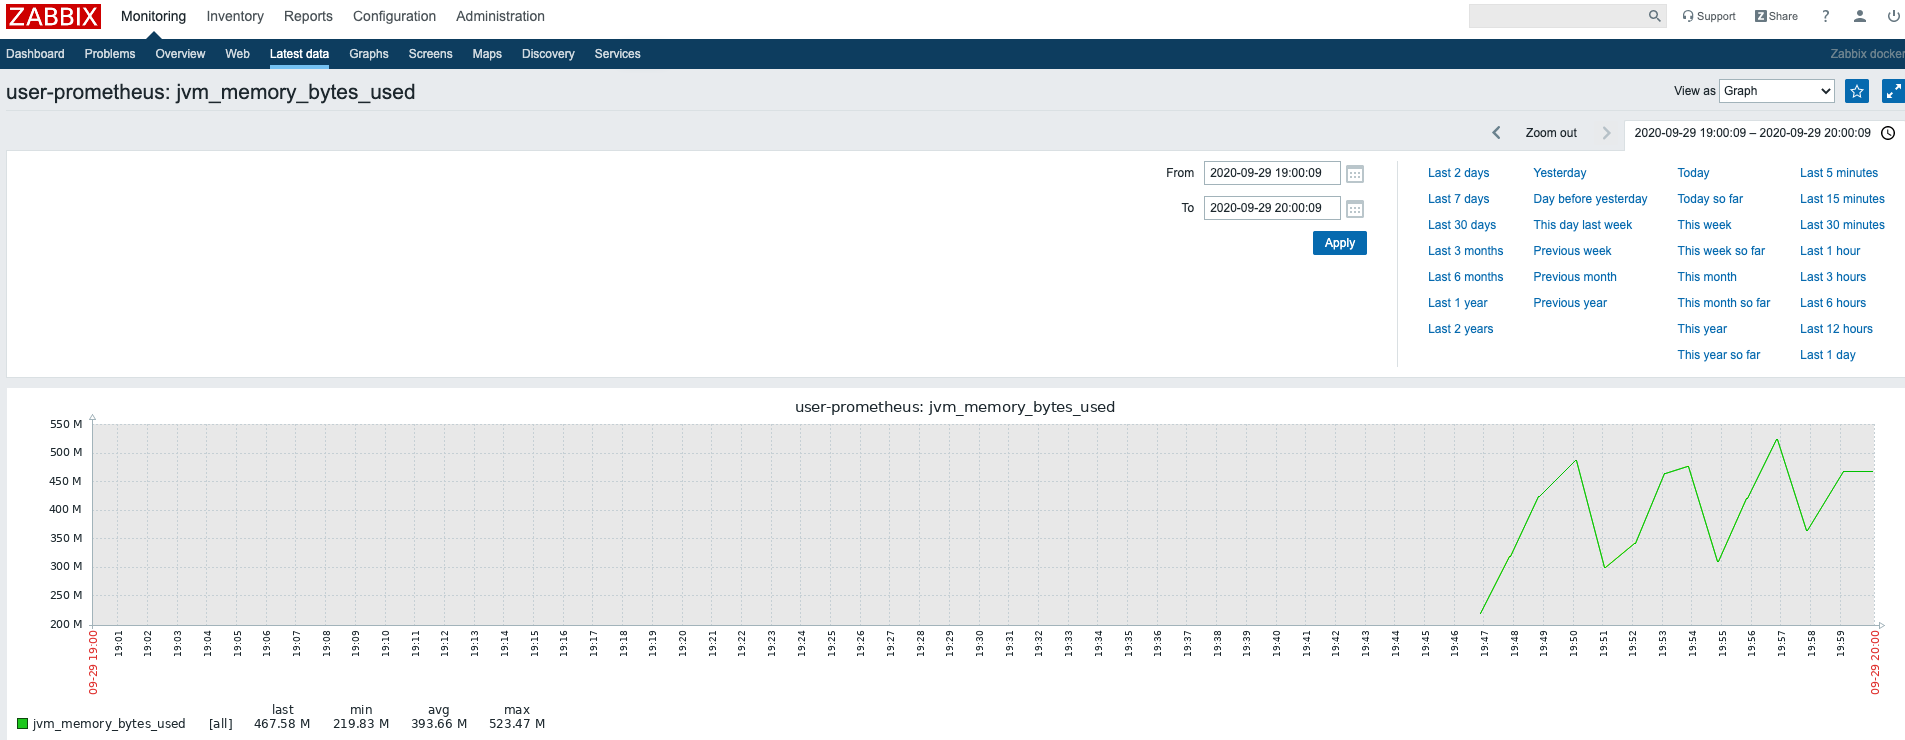 ZABBIX Monitoring Inventory Reports Configuration Administration Support Z Share ?
Dashboard Problems Overview Web Latest data Graphs Screens Maps Discovery Services Zabbix docker
user-prometheus: jvm_memory_bytes_used View as Graph
Zoom out 2020-09-29 19:00:09 – 2020-09-29 20:00:09
From 2020-09-29 19:00:09 Last 2 days Yesterday Today Last 5 minutes
To 2020-09-29 20:00:09 Last 7 days Day before yesterday Today so far Last 15 minutes
Last 30 days This day last week This week Last 30 minutes
Apply Last 3 months Previous week This week so far Last 1 hour
Last 6 months Previous month This month Last 3 hours
Last 1 year Previous year This month so far Last 6 hours
Last 2 years This year Last 12 hours
This year so far Last 1 day
user-prometheus: jvm_memory_bytes_used
550 M
500 M
450 M
400 M
350 M
300 M
250 M
200 M
09-29 19:00 19:01 19:02 19:03 19:04 19:05 19:06 19:07 19:08 19:09 19:10 19:11 19:12 19:13 19:14 19:15 19:16 19:17 19:18 19:19 19:20 19:21 19:22 19:23 19:24 19:25 19:26 19:27 19:28 19:29 19:30 19:31 19:32 19:33 19:34 19:35 19:36 19:37 19:38 19:39 19:40 19:41 19:42 19:43 19:44 19:45 19:46 19:47 19:48 19:49 19:50 19:51 19:52 19:53 19:54 19:55 19:56 19:57 19:58 19:59 09-29 20:00
last min avg max
jvm_memory_bytes_used [all] 467.58 M 219.83 M 393.66 M 523.47 M